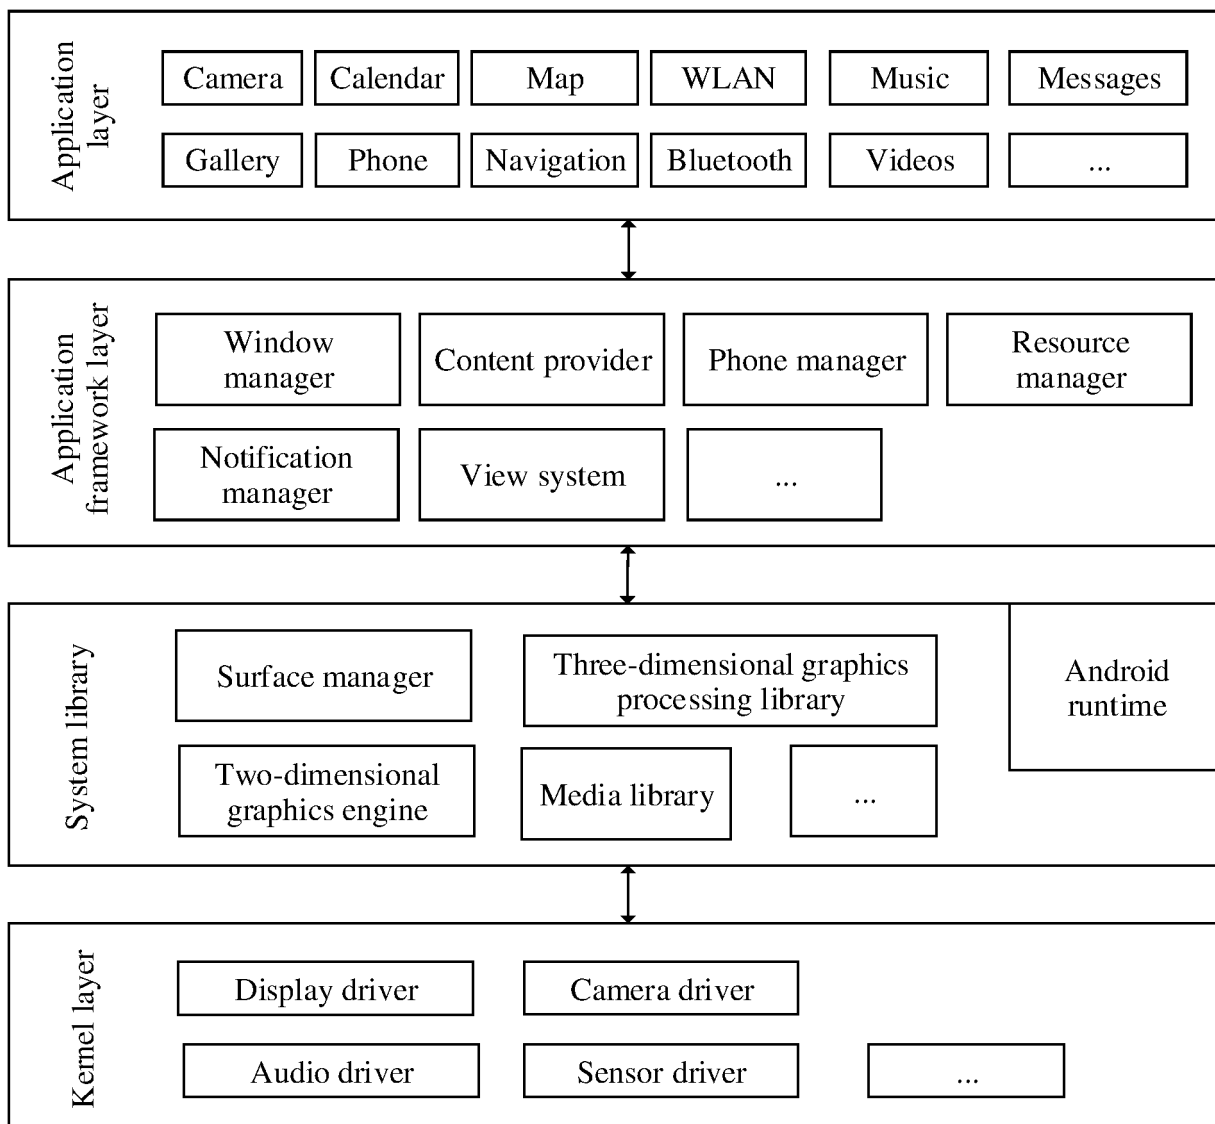 Application
layer
Camera
Calendar
Map
WLAN
Music
Messages
Gallery
Phone
Navigation
Bluetooth
Videos
...
Application
framework layer
Window
manager
Content provider
Phone manager
Resource
manager
Notification
manager
View system
...
System library
Surface manager
Three-dimensional graphics
processing library
Android
runtime
Two-dimensional
graphics engine
Media library
...
Kernel layer
Display driver
Camera driver
Audio driver
Sensor driver
...